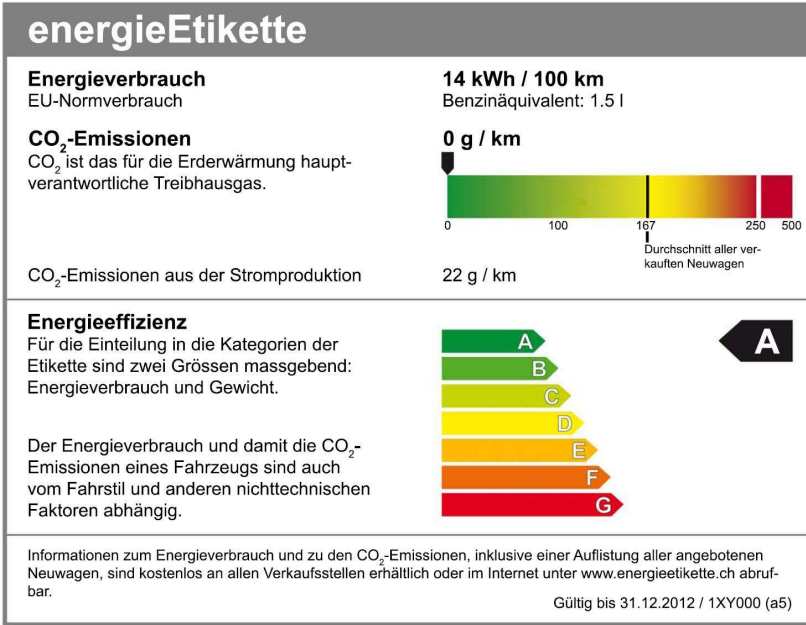 energieEtikette
Energieverbrauch
EU-Normverbrauch
14 kWh / 100 km
Benzinäquivalent: 1.5 l
CO₂-Emissionen
CO₂ ist das für die Erderwärmung haupt-
verantwortliche Treibhausgas.
0 g / km
0 100 167 250 500
Durchschnitt aller ver-
kauften Neuwagen
CO₂-Emissionen aus der Stromproduktion
22 g / km
Energieeffizienz
Für die Einteilung in die Kategorien der
Etikette sind zwei Grössen massgebend:
Energieverbrauch und Gewicht.
Der Energieverbrauch und damit die CO₂-
Emissionen eines Fahrzeugs sind auch
vom Fahrstil und anderen nichttechnischen
Faktoren abhängig.
A
B
C
D
E
F
G
A
Informationen zum Energieverbrauch und zu den CO₂-Emissionen, inklusive einer Auflistung aller angebotenen
Neuwagen, sind kostenlos an allen Verkaufsstellen erhältlich oder im Internet unter www.energieetikette.ch abruf-
bar.
Gültig bis 31.12.2012 / 1XY000 (a5)